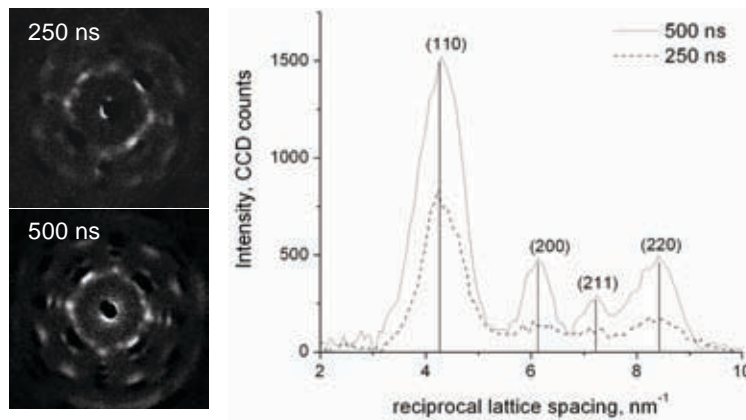 250 ns
500 ns
Intensity, CCD counts
1500
1000
500
0
(110)
(200)
(211)
(220)
500 ns
250 ns
2
4
6
8
10
reciprocal lattice spacing, nm⁻¹